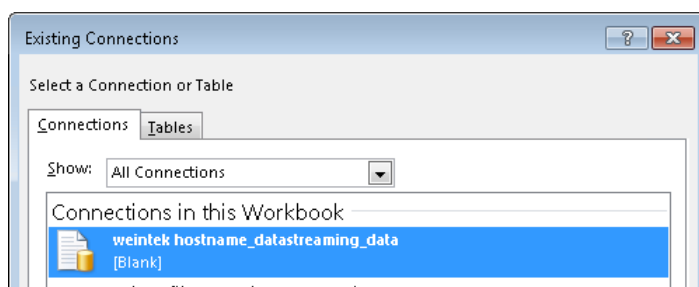 Existing Connections
Select a Connection or Table
Connections
Tables
Show: All Connections
Connections in this Workbook
weintek hostname_datastreaming_data
[Blank]